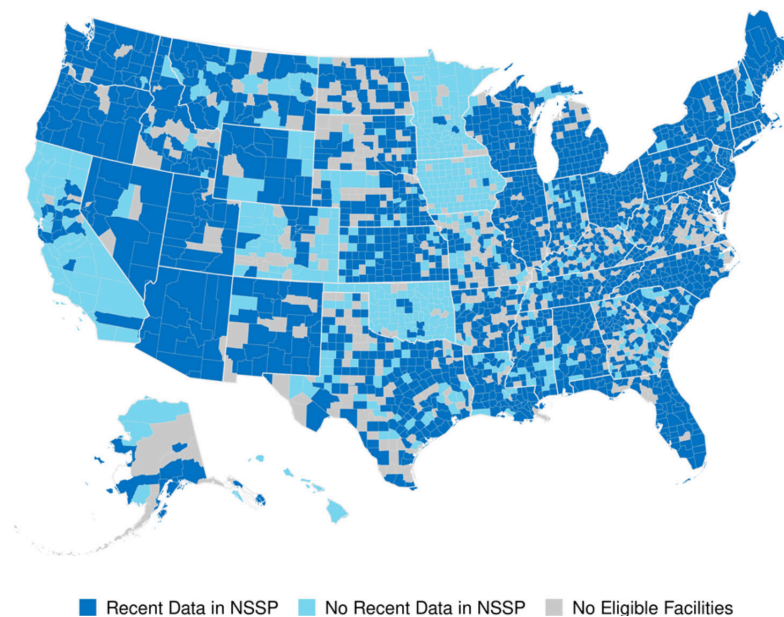 Recent Data in NSSP No Recent Data in NSSP No Eligible Facilities